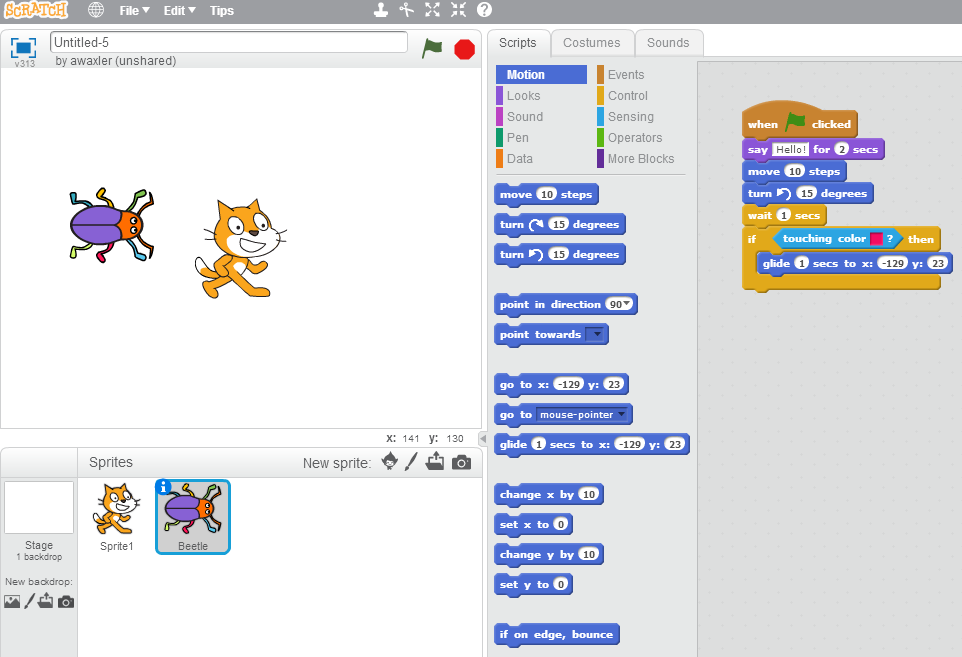 SCRATCH File Edit Tips
Untitled-5
by awaxler (unshared)
v313
x: 141 y: 130
Sprites New sprite:
Sprite1
Beetle
Stage
1 backdrop
New backdrop:
Scripts Costumes Sounds
Motion Events
Looks Control
Sound Sensing
Pen Operators
Data More Blocks
move 10 steps
turn 15 degrees
turn 15 degrees
point in direction 90
point towards
go to x: -129 y: 23
go to mouse-pointer
glide 1 secs to x: -129 y: 23
change x by 10
set x to 0
change y by 10
set y to 0
if on edge, bounce
when clicked
say Hello! for 2 secs
move 10 steps
turn 15 degrees
wait 1 secs
if touching color ? then
glide 1 secs to x: -129 y: 23